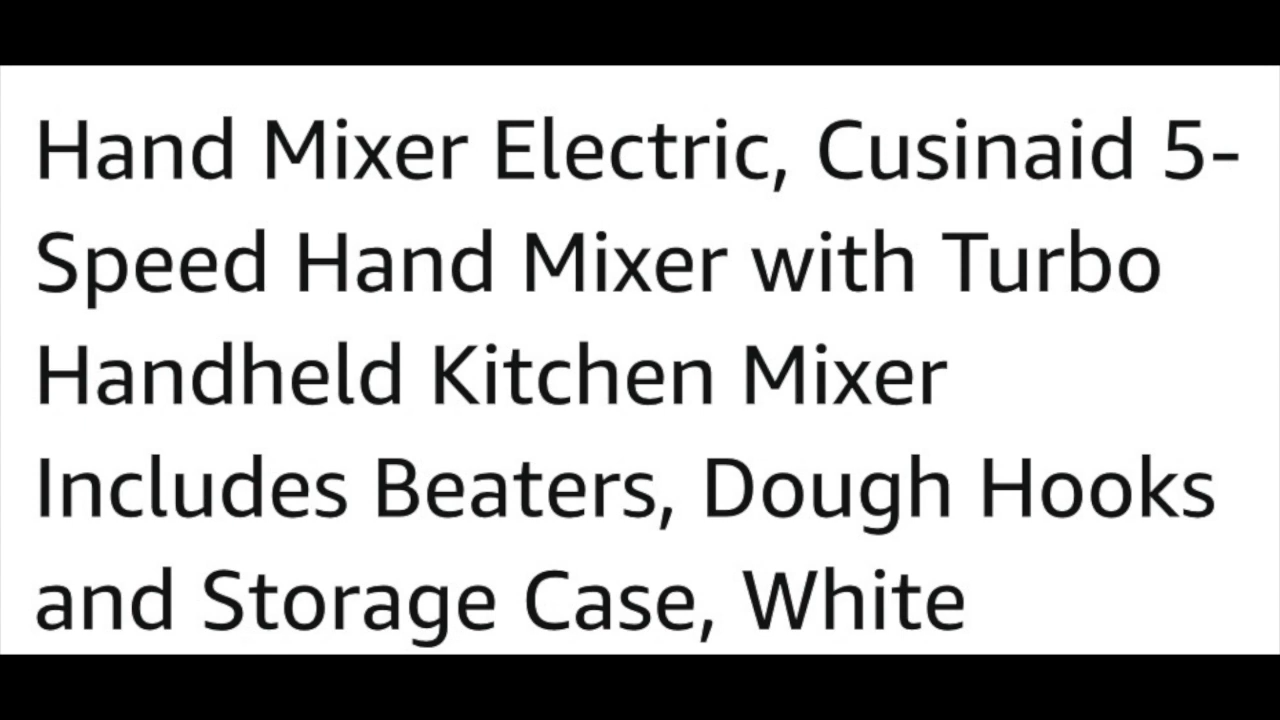 Hand Mixer Electric, Cusinaid 5-
Speed Hand Mixer with Turbo
Handheld Kitchen Mixer
Includes Beaters, Dough Hooks
and Storage Case, White